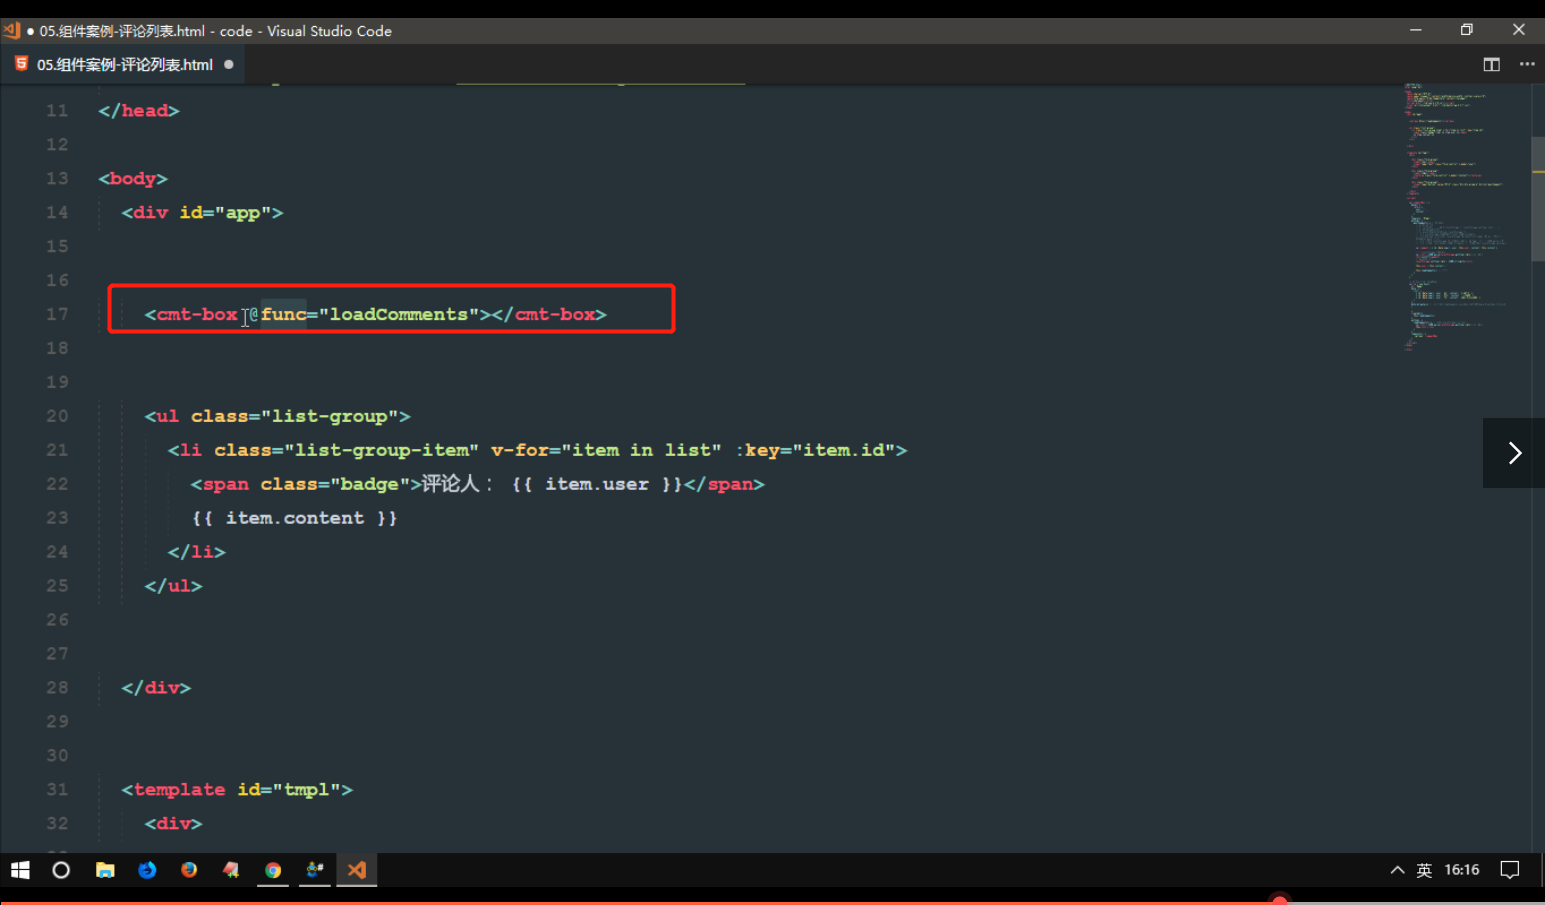 05.组件案例-评论列表.html - code - Visual Studio Code
05.组件案例-评论列表.html
11 </head>
12
13 <body>
14 <div id="app">
15
16
17 <cmt-box @func="loadComments"></cmt-box>
18
19
20 <ul class="list-group">
21 <li class="list-group-item" v-for="item in list" :key="item.id">
22 <span class="badge">评论人： {{ item.user }}</span>
23 {{ item.content }}
24 </li>
25 </ul>
26
27
28 </div>
29
30
31 <template id="tmpl">
32 <div>
英 16:16